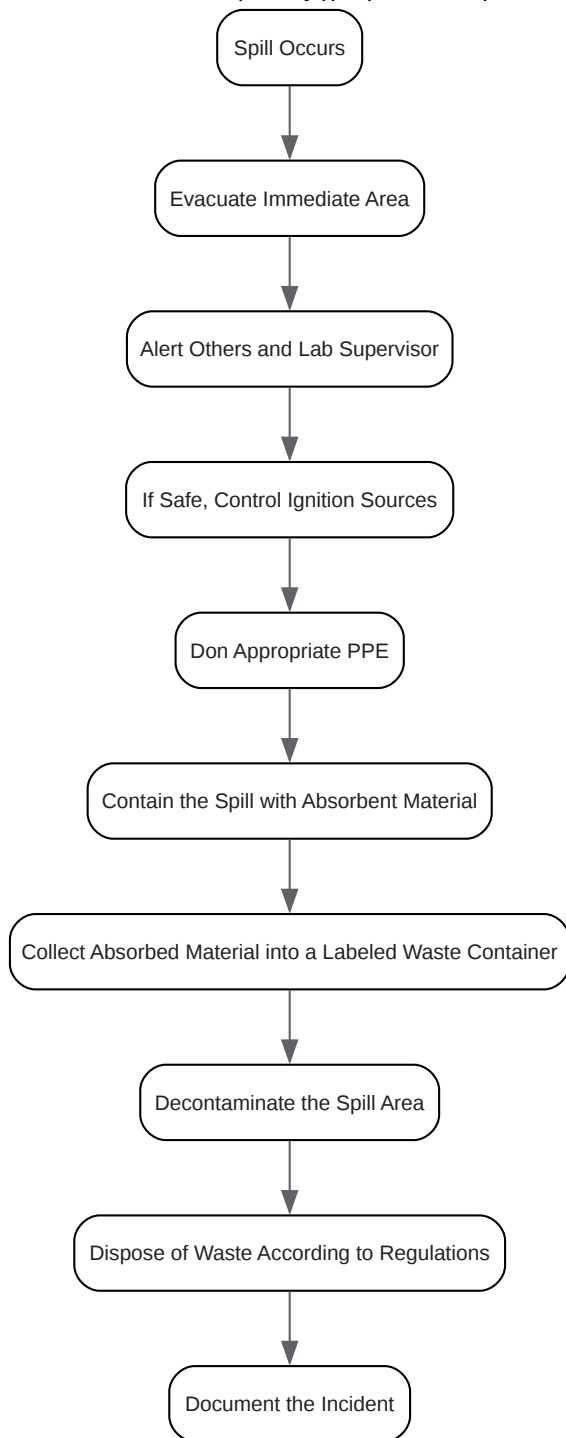 Spill Occurs
Evacuate Immediate Area
Alert Others and Lab Supervisor
If Safe, Control Ignition Sources
Don Appropriate PPE
Contain the Spill with Absorbent Material
Collect Absorbed Material into a Labeled Waste Container
Decontaminate the Spill Area
Dispose of Waste According to Regulations
Document the Incident